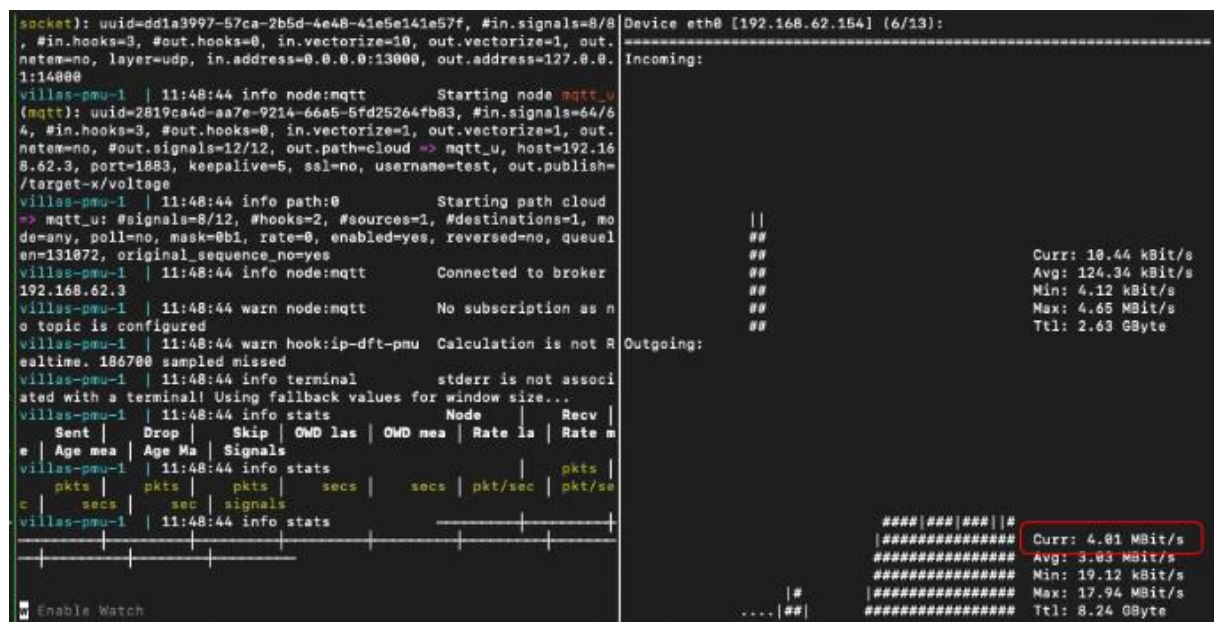 socket): uuid=dd1a3997-57ca-2b5d-4e48-41e5e141e57f, #in.signals=8/8
, #in.hooks=3, #out.hooks=0, in.vectorize=10, out.vectorize=1, out.
netem=no, layer=udp, in.address=0.0.0.0:13000, out.address=127.0.0.
1:14000
villas-pmu-1 | 11:48:44 info node:mqtt Starting node mqtt_u
(mqtt): uuid=2819ca4d-aa7e-9214-66a5-5fd25264fb83, #in.signals=64/6
4, #in.hooks=3, #out.hooks=0, in.vectorize=1, out.vectorize=1, out.
netem=no, #out.signals=12/12, out.path=cloud => mqtt_u, host=192.16
8.62.3, port=1883, keepalive=5, ssl=no, username=test, out.publish=
/target-x/voltage
villas-pmu-1 | 11:48:44 info path:0 Starting path cloud
=> mqtt_u: #signals=8/12, #hooks=2, #sources=1, #destinations=1, mo
de=any, poll=no, mask=0b1, rate=0, enabled=yes, reversed=no, queuel
en=131072, original_sequence_no=yes
villas-pmu-1 | 11:48:44 info node:mqtt Connected to broker
192.168.62.3
villas-pmu-1 | 11:48:44 warn node:mqtt No subscription as n
o topic is configured
villas-pmu-1 | 11:48:44 warn hook:ip-dft-pmu Calculation is not R
ealtime. 186700 sampled missed
villas-pmu-1 | 11:48:44 info terminal stderr is not associ
ated with a terminal! Using fallback values for window size...
villas-pmu-1 | 11:48:44 info stats Node | Recv |
Sent | Drop | Skip | OWD las | OWD mea | Rate la | Rate m
e | Age mea | Age Ma | Signals
villas-pmu-1 | 11:48:44 info stats | pkts |
pkts | pkts | pkts | secs | secs | pkt/sec | pkt/se
c | secs | sec | signals
villas-pmu-1 | 11:48:44 info stats
w Enable Watch
Device eth0 [192.168.62.154] (6/13):
Incoming:
||
##
## Curr: 10.44 kBit/s
## Avg: 124.34 kBit/s
## Min: 4.12 kBit/s
## Max: 4.65 MBit/s
## Ttl: 2.63 GByte
Outgoing:
####|###|###||#
|############### Curr: 4.01 MBit/s
################ Avg: 3.03 MBit/s
################ Min: 19.12 kBit/s
|# |################ Max: 17.94 MBit/s
....|##| ################# Ttl: 8.24 GByte